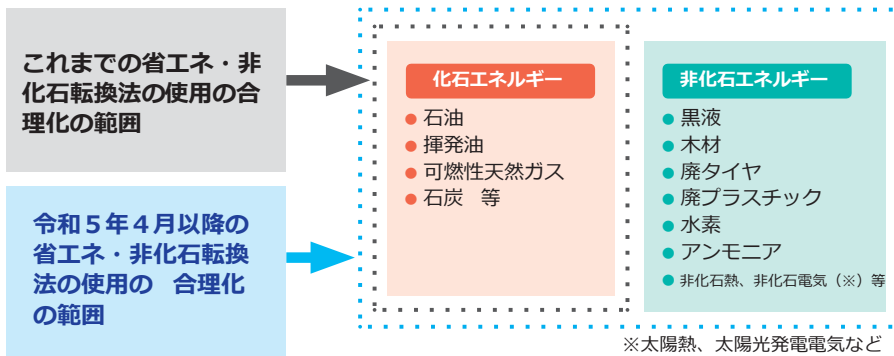 これまでの省エネ・非
化石転換法の使用の合
理化の範囲
令和５年４月以降の
省エネ・非化石転換
法の使用の　合理化
の範囲
化石エネルギー
● 石油
● 揮発油
● 可燃性天然ガス
● 石炭　等
非化石エネルギー
● 黒液
● 木材
● 廃タイヤ
● 廃プラスチック
● 水素
● アンモニア
● 非化石熱、非化石電気（※）等
※太陽熱、太陽光発電電気など